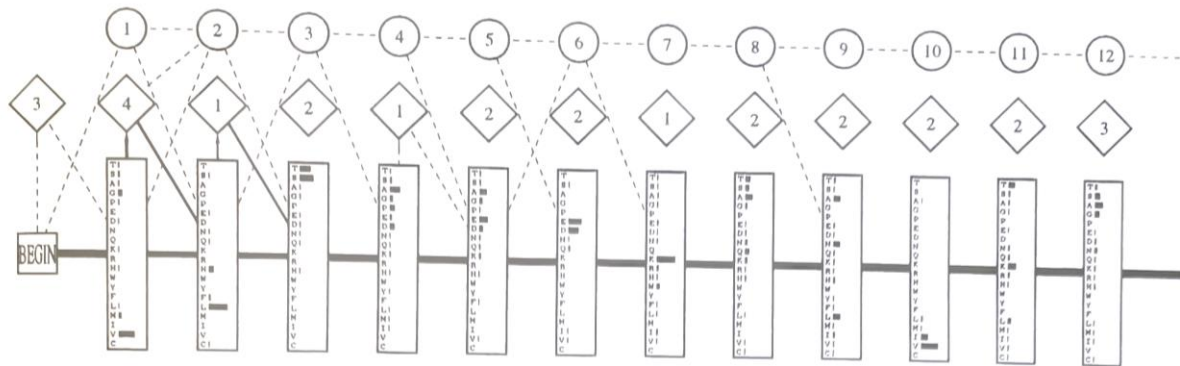 1 2 3 4 5 6 7 8 9 10 11 12
3 4 1 2 1 2 2 1 2 2 2 2 3
BEGIN
T S A G P E D N Q K R H W Y F L M I V C
T S A G P E D N Q K R H W Y F L M I V C
T S A G P E D N Q K R H W Y F L M I V C
T S A G P E D N Q K R H W Y F L M I V C
T S A G P E D N Q K R H W Y F L M I V C
T S A G P E D N Q K R H W Y F L M I V C
T S A G P E D N Q K R H W Y F L M I V C
T S A G P E D N Q K R H W Y F L M I V C
T S A G P E D N Q K R H W Y F L M I V C
T S A G P E D N Q K R H W Y F L M I V C
T S A G P E D N Q K R H W Y F L M I V C
T S A G P E D N Q K R H W Y F L M I V C